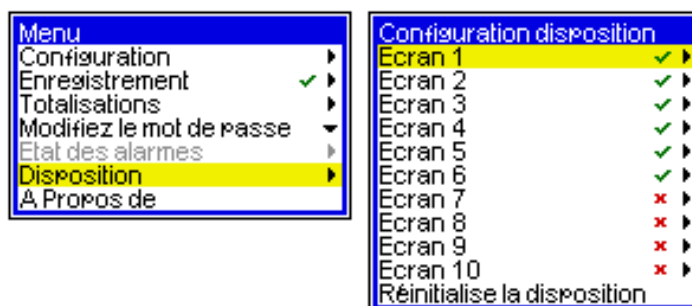 Menu
Configuration
Enregistrement
Totalisations
Modifiez le mot de passe
Etat des alarmes
Disposition
A Propos de
Configuration disposition
Ecran 1
Ecran 2
Ecran 3
Ecran 4
Ecran 5
Ecran 6
Ecran 7
Ecran 8
Ecran 9
Ecran 10
Réinitialise la disposition